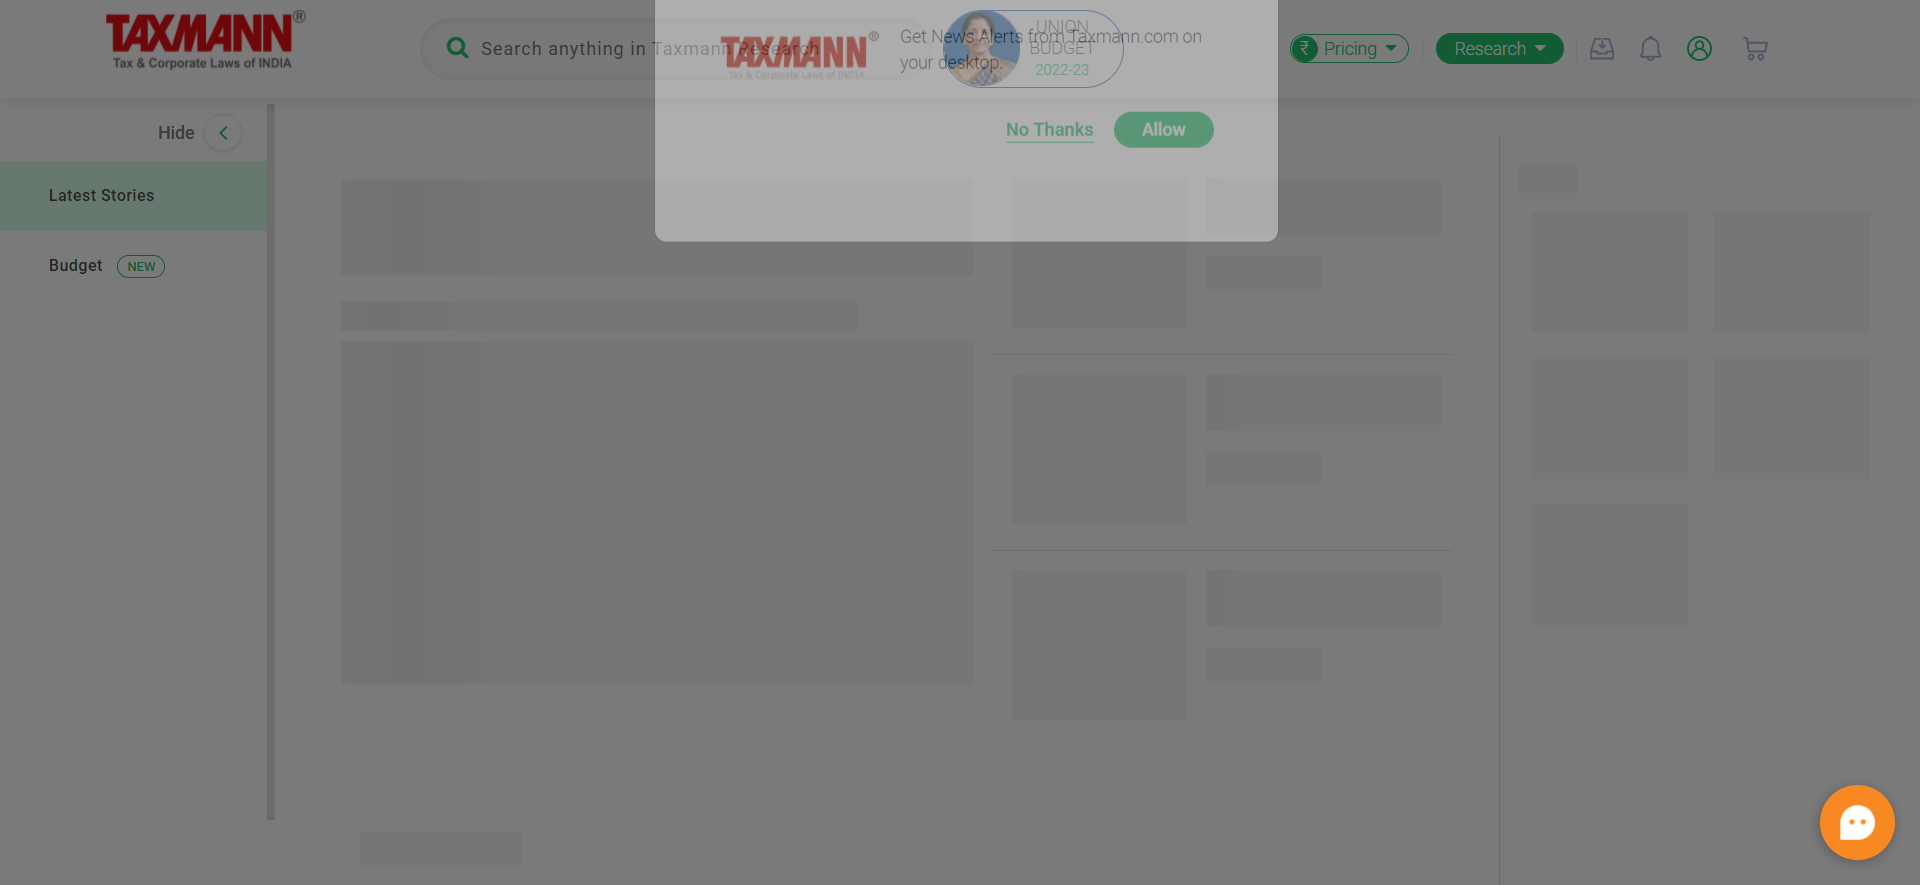 TAXMANN®
Tax & Corporate Laws of INDIA
Search anything in Taxmann Research
UNION
BUDGET
2022-23
₹ Pricing
Research
TAXMANN®
Tax & Corporate Laws of INDIA
Get News Alerts from Taxmann.com on
your desktop.
No Thanks
Allow
Hide
Latest Stories
Budget NEW